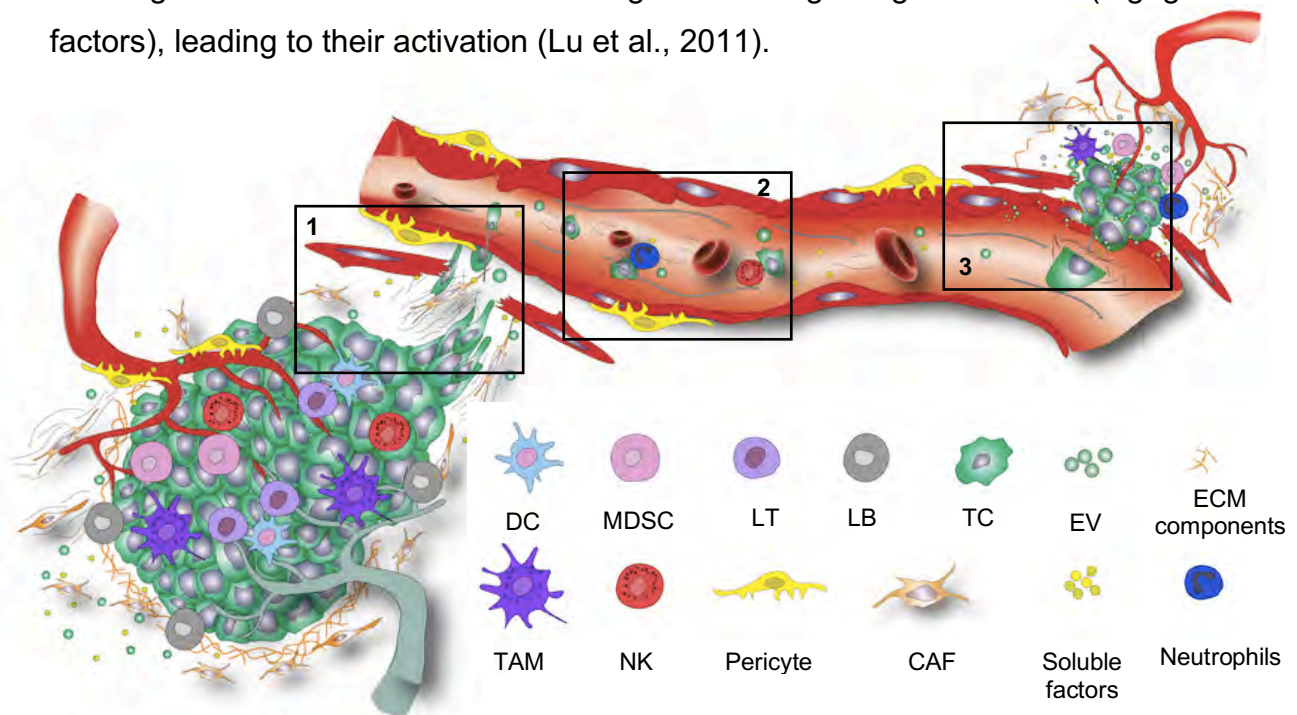 factors), leading to their activation (Lu et al., 2011).
1
2
3
DC MDSC LT LB TC EV ECM
components
TAM NK Pericyte CAF Soluble
factors Neutrophils